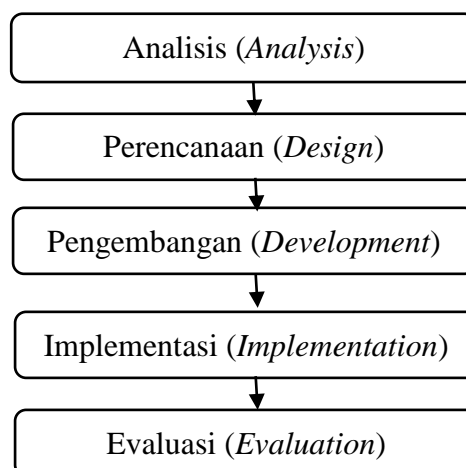 Analisis (Analysis)
Perencanaan (Design)
Pengembangan (Development)
Implementasi (Implementation)
Evaluasi (Evaluation)